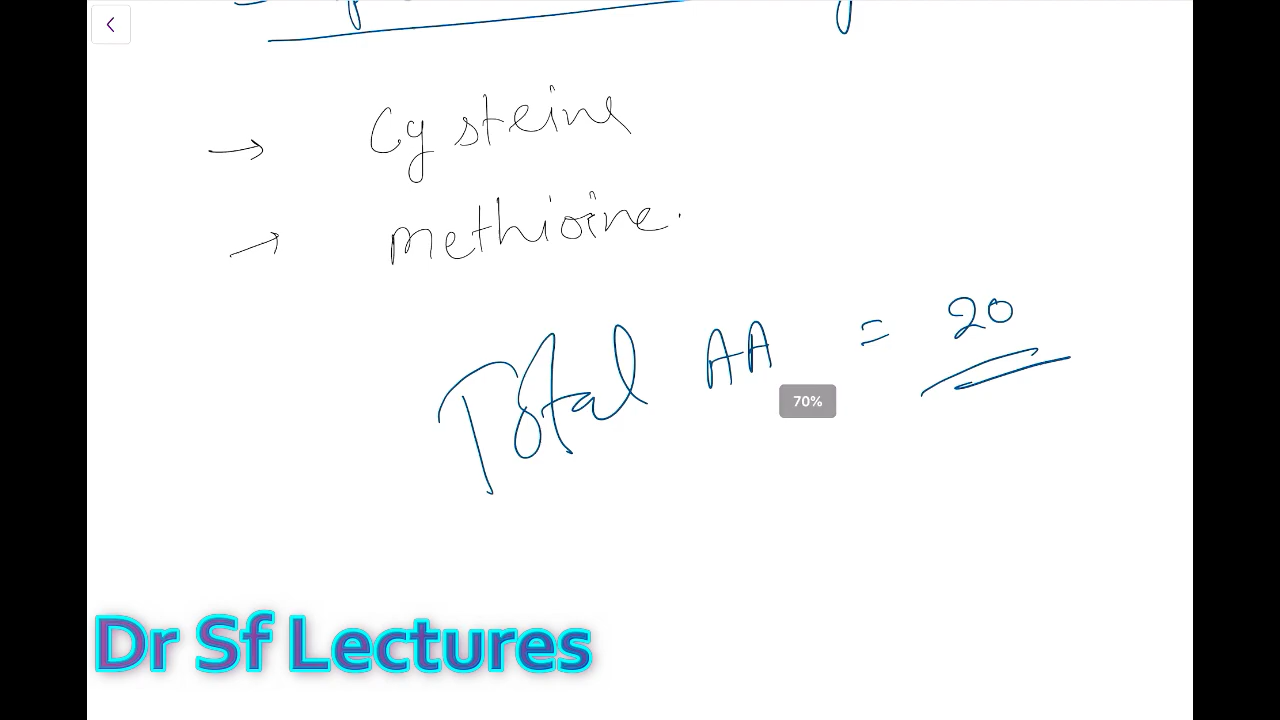 → Cysteine
→ methioine.
Total AA = 20
70%
Dr Sf Lectures